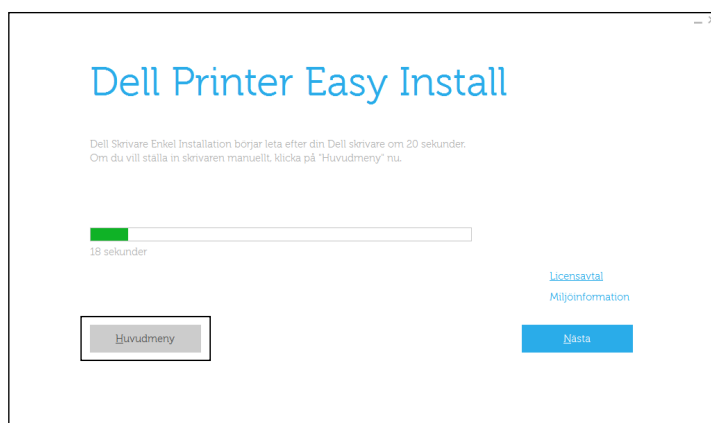 Dell Printer Easy Install
Dell Skrivare Enkel Installation börjar leta efter din Dell skrivare om 20 sekunder.
Om du vill ställa in skrivaren manuellt, klicka på "Huvudmeny" nu.
18 sekunder
Licensavtal
Miljöinformation
Huvudmeny
Nästa